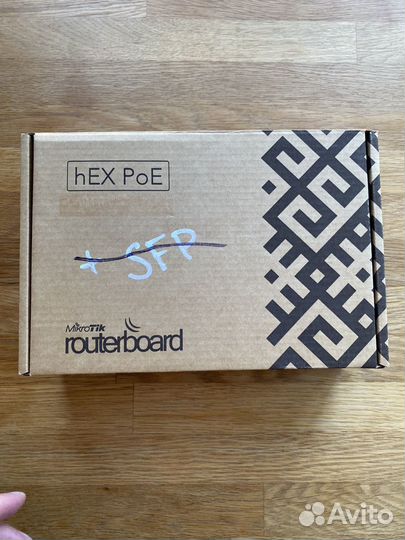 hEX PoE
+ SFP
MikroTik
routerboard
Avito